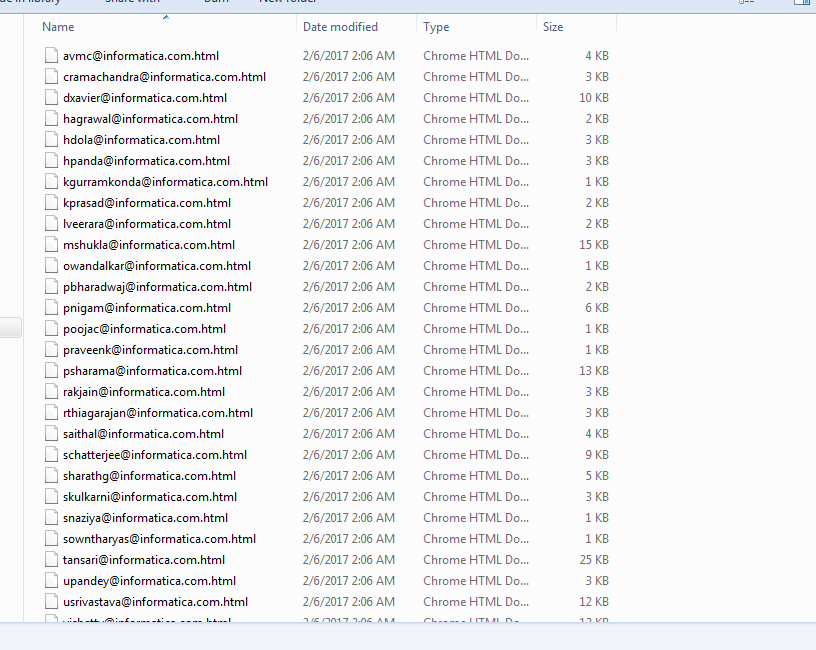 Share with
Burn
New folder
Name Date modified Type Size
avmc@informatica.com.html 2/6/2017 2:06 AM Chrome HTML Do... 4 KB
cramachandra@informatica.com.html 2/6/2017 2:06 AM Chrome HTML Do... 3 KB
dxavier@informatica.com.html 2/6/2017 2:06 AM Chrome HTML Do... 10 KB
hagrawal@informatica.com.html 2/6/2017 2:06 AM Chrome HTML Do... 2 KB
hdola@informatica.com.html 2/6/2017 2:06 AM Chrome HTML Do... 3 KB
hpanda@informatica.com.html 2/6/2017 2:06 AM Chrome HTML Do... 3 KB
kgurramkonda@informatica.com.html 2/6/2017 2:06 AM Chrome HTML Do... 1 KB
kprasad@informatica.com.html 2/6/2017 2:06 AM Chrome HTML Do... 2 KB
lveerara@informatica.com.html 2/6/2017 2:06 AM Chrome HTML Do... 2 KB
mshukla@informatica.com.html 2/6/2017 2:06 AM Chrome HTML Do... 15 KB
owandalkar@informatica.com.html 2/6/2017 2:06 AM Chrome HTML Do... 1 KB
pbharadwaj@informatica.com.html 2/6/2017 2:06 AM Chrome HTML Do... 2 KB
pnigam@informatica.com.html 2/6/2017 2:06 AM Chrome HTML Do... 6 KB
poojac@informatica.com.html 2/6/2017 2:06 AM Chrome HTML Do... 1 KB
praveenk@informatica.com.html 2/6/2017 2:06 AM Chrome HTML Do... 1 KB
psharama@informatica.com.html 2/6/2017 2:06 AM Chrome HTML Do... 13 KB
rakjain@informatica.com.html 2/6/2017 2:06 AM Chrome HTML Do... 3 KB
rthiagarajan@informatica.com.html 2/6/2017 2:06 AM Chrome HTML Do... 3 KB
saithal@informatica.com.html 2/6/2017 2:06 AM Chrome HTML Do... 4 KB
schatterjee@informatica.com.html 2/6/2017 2:06 AM Chrome HTML Do... 9 KB
sharathg@informatica.com.html 2/6/2017 2:06 AM Chrome HTML Do... 5 KB
skulkarni@informatica.com.html 2/6/2017 2:06 AM Chrome HTML Do... 3 KB
snaziya@informatica.com.html 2/6/2017 2:06 AM Chrome HTML Do... 1 KB
sowntharyas@informatica.com.html 2/6/2017 2:06 AM Chrome HTML Do... 1 KB
tansari@informatica.com.html 2/6/2017 2:06 AM Chrome HTML Do... 25 KB
upandey@informatica.com.html 2/6/2017 2:06 AM Chrome HTML Do... 3 KB
usrivastava@informatica.com.html 2/6/2017 2:06 AM Chrome HTML Do... 12 KB
2/6/2017 2:06 AM Chrome HTML Do... 12 KB